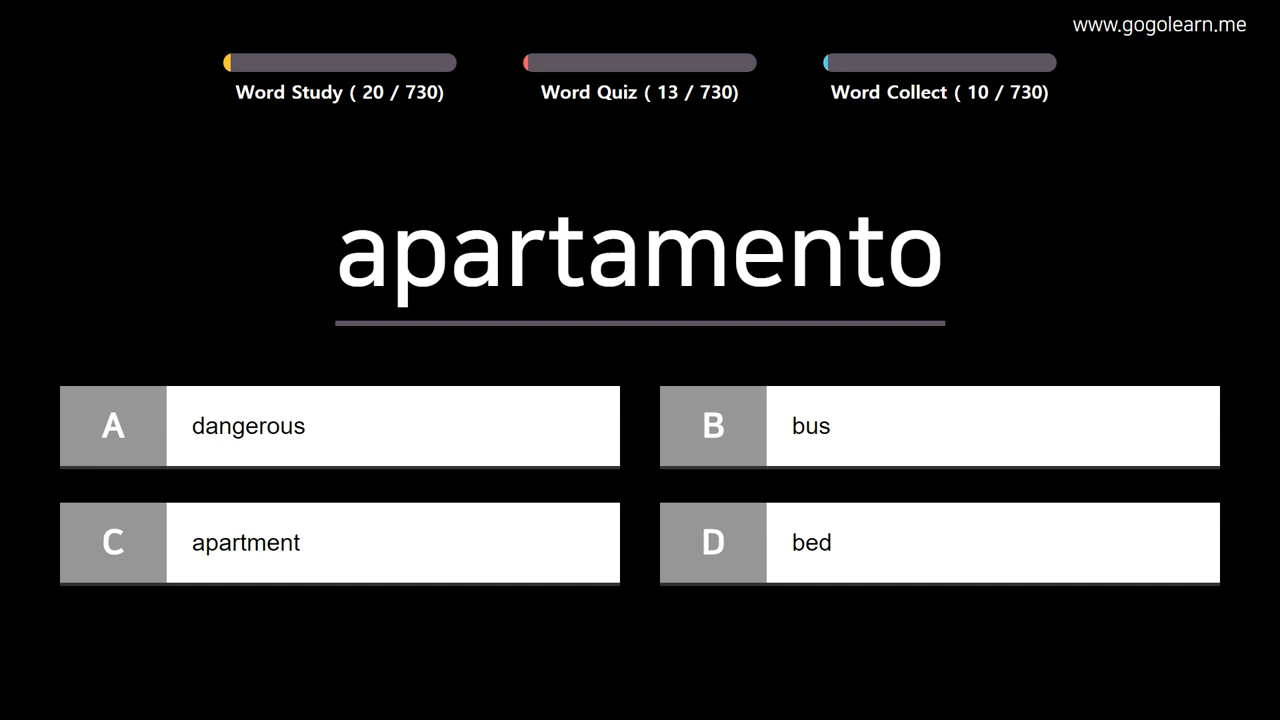 www.gogolearn.me
Word Study ( 20 / 730)
Word Quiz ( 13 / 730)
Word Collect ( 10 / 730)
apartamento
A dangerous
B bus
C apartment
D bed